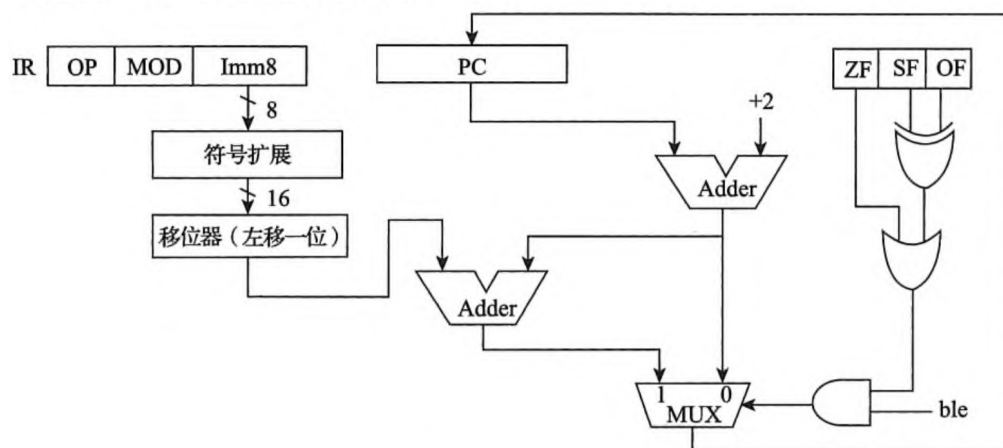 IR OP MOD Imm8
PC
ZF SF OF
8
+2
符号扩展
Adder
16
移位器（左移一位）
Adder
1 0
MUX
ble